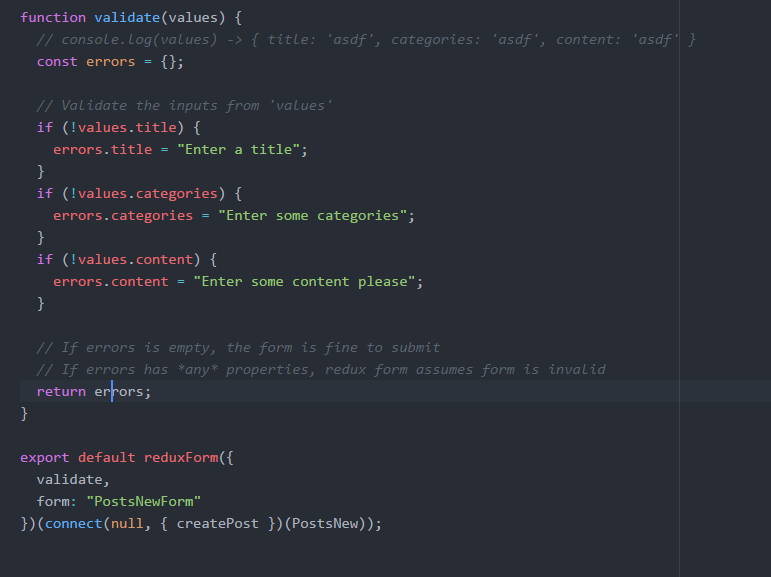 function validate(values) {
  // console.log(values) -> { title: 'asdf', categories: 'asdf', content: 'asdf' }
  const errors = {};

  // Validate the inputs from 'values'
  if (!values.title) {
    errors.title = "Enter a title";
  }
  if (!values.categories) {
    errors.categories = "Enter some categories";
  }
  if (!values.content) {
    errors.content = "Enter some content please";
  }

  // If errors is empty, the form is fine to submit
  // If errors has *any* properties, redux form assumes form is invalid
  return errors;
}

export default reduxForm({
  validate,
  form: "PostsNewForm"
})(connect(null, { createPost })(PostsNew));